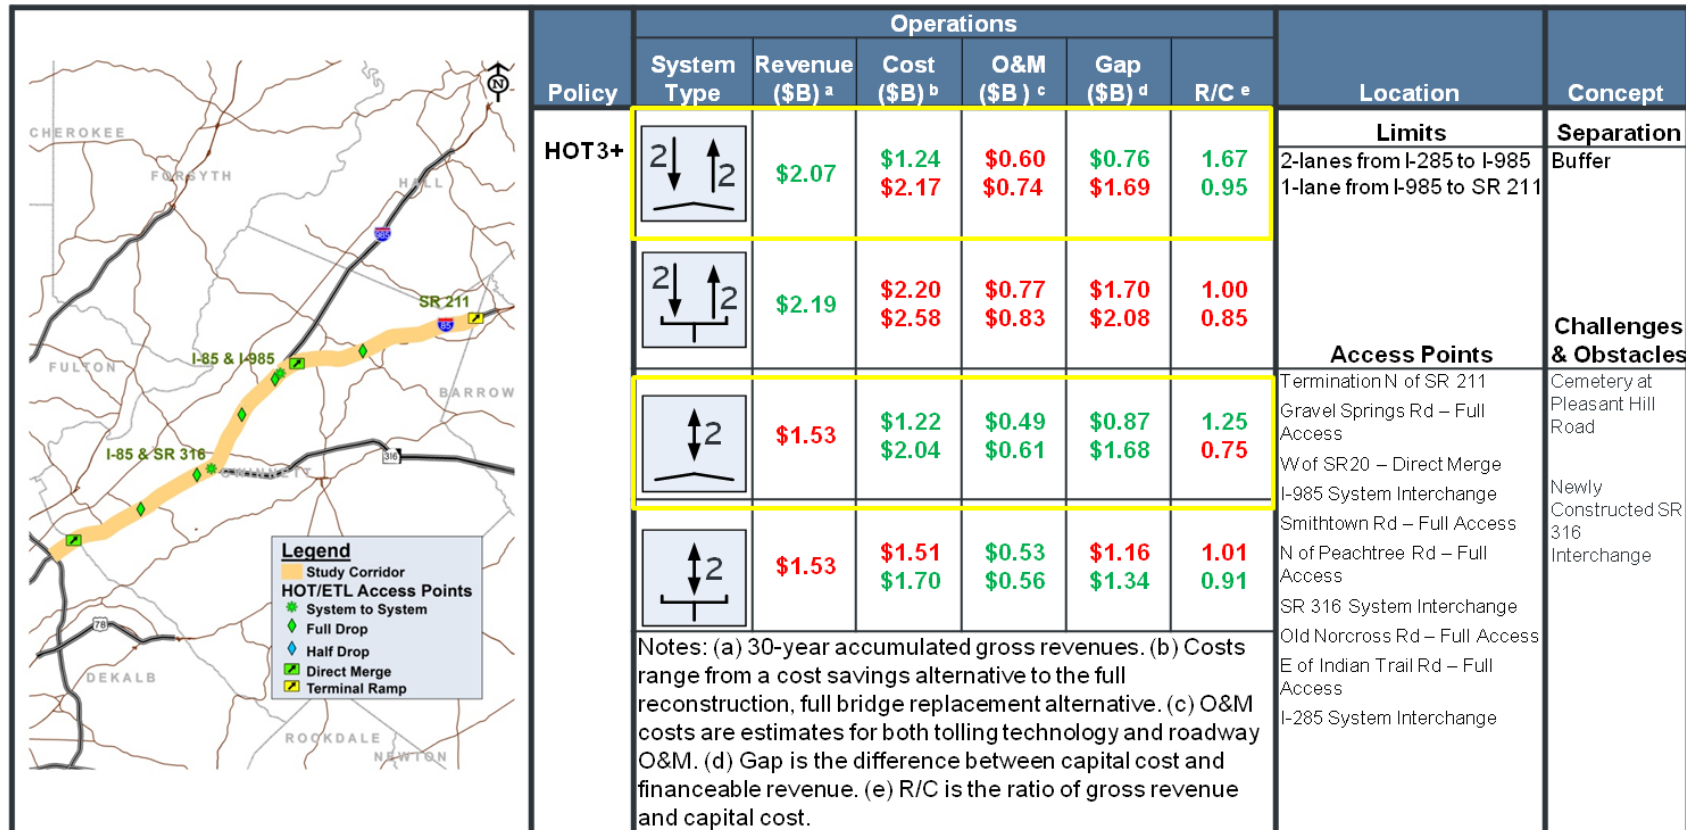 CHEROKEE
FORSYTH
HALL
N
985
SR 211
85
I-85 & I-985
FULTON
BARROW
I-85 & SR 316
GWINNETT
316
78
DEKALB
ROCKDALE
NEWTON
Legend
Study Corridor
HOT/ETL Access Points
System to System
Full Drop
Half Drop
Direct Merge
Terminal Ramp
Policy
HOT3+
Operations
System Type
Revenue ($B) a
Cost ($B) b
O&M ($B ) c
Gap ($B) d
R/C e
2 2
$2.07
$1.24 $0.60 $0.76 1.67
$2.17 $0.74 $1.69 0.95
2 2
$2.19
$2.20 $0.77 $1.70 1.00
$2.58 $0.83 $2.08 0.85
2
$1.53
$1.22 $0.49 $0.87 1.25
$2.04 $0.61 $1.68 0.75
2
$1.53
$1.51 $0.53 $1.16 1.01
$1.70 $0.56 $1.34 0.91
Notes: (a) 30-year accumulated gross revenues. (b) Costs
range from a cost savings alternative to the full
reconstruction, full bridge replacement alternative. (c) O&M
costs are estimates for both tolling technology and roadway
O&M. (d) Gap is the difference between capital cost and
financeable revenue. (e) R/C is the ratio of gross revenue
and capital cost.
Location
Limits
2-lanes from I-285 to I-985
1-lane from I-985 to SR 211
Access Points
Termination N of SR 211
Gravel Springs Rd – Full
Access
W of SR20 – Direct Merge
I-985 System Interchange
Smithtown Rd – Full Access
N of Peachtree Rd – Full
Access
SR 316 System Interchange
Old Norcross Rd – Full Access
E of Indian Trail Rd – Full
Access
I-285 System Interchange
Concept
Separation
Buffer
Challenges
& Obstacles
Cemetery at
Pleasant Hill
Road
Newly
Constructed SR
316
Interchange